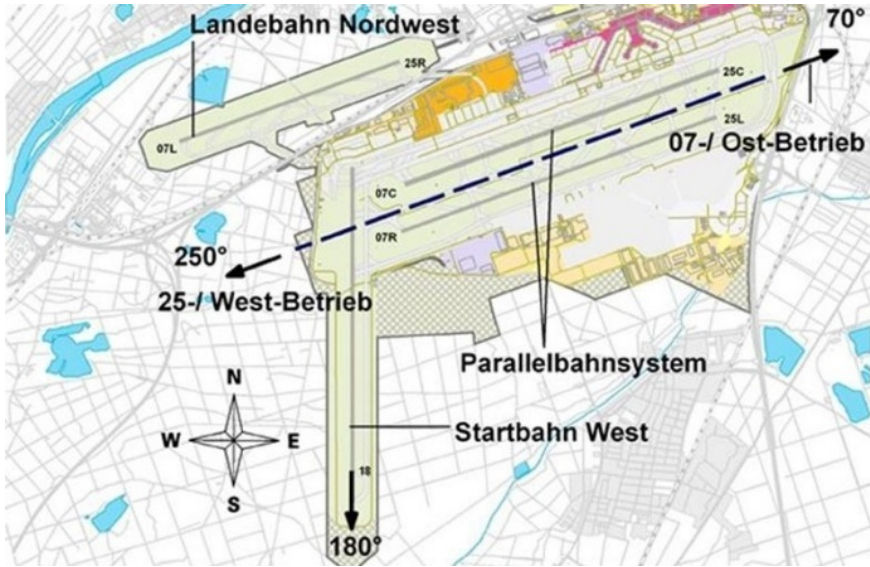 Landebahn Nordwest
70°
25R
25C
25L
07-/ Ost-Betrieb
07L
07C
07R
250°
25-/ West-Betrieb
Parallelbahnsystem
N
W
E
S
Startbahn West
18
180°